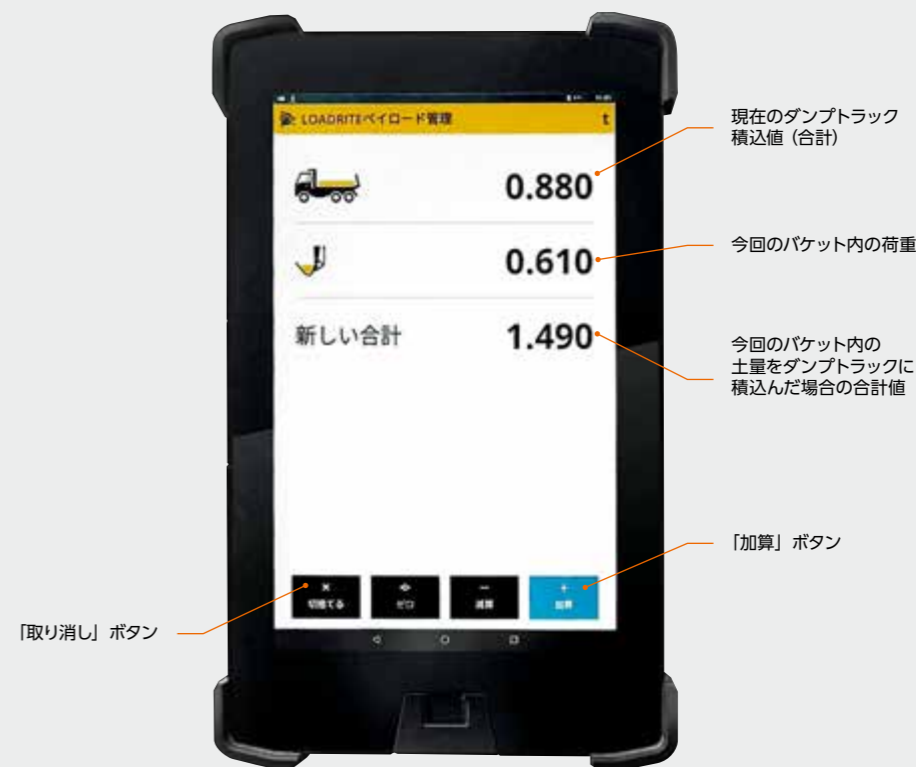 LOADRITEペイロード管理
t
0.880
現在のダンプトラック
積込値（合計）
0.610
今回のバケット内の荷重
新しい合計
1.490
今回のバケット内の
土量をダンプトラックに
積込んだ場合の合計値
「加算」ボタン
「取り消し」ボタン
×
切捨てる
ゼロ
−
減算
+
加算